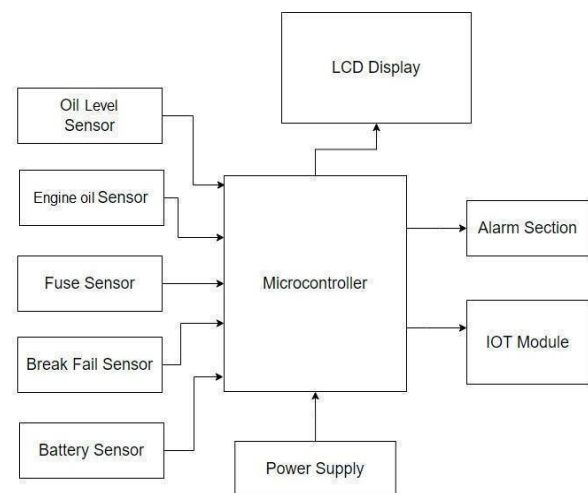 LCD Display
Oil Level
Sensor
Engine oil Sensor
Fuse Sensor
Break Fail Sensor
Battery Sensor
Microcontroller
Alarm Section
IOT Module
Power Supply